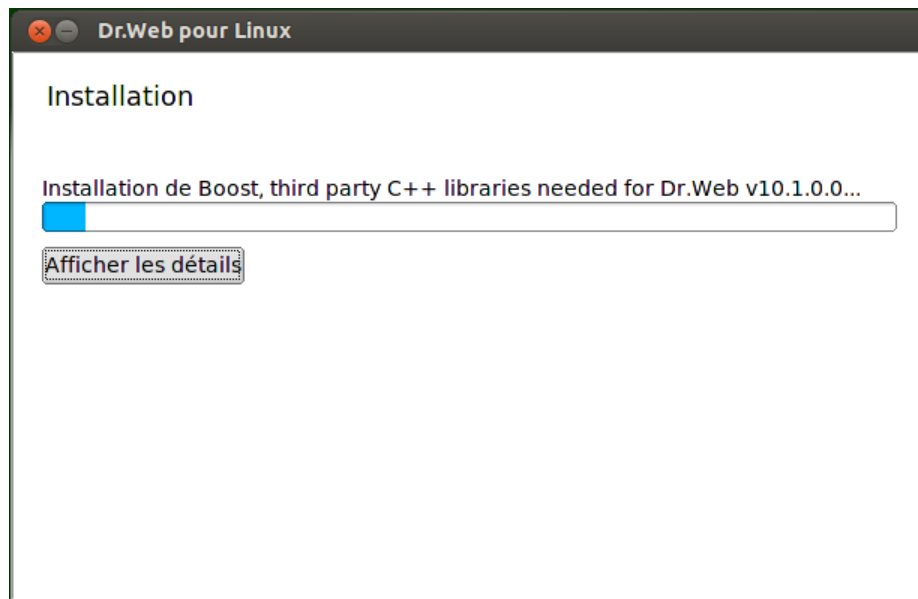 Dr.Web pour Linux
Installation
Installation de Boost, third party C++ libraries needed for Dr.Web v10.1.0.0...
Afficher les détails